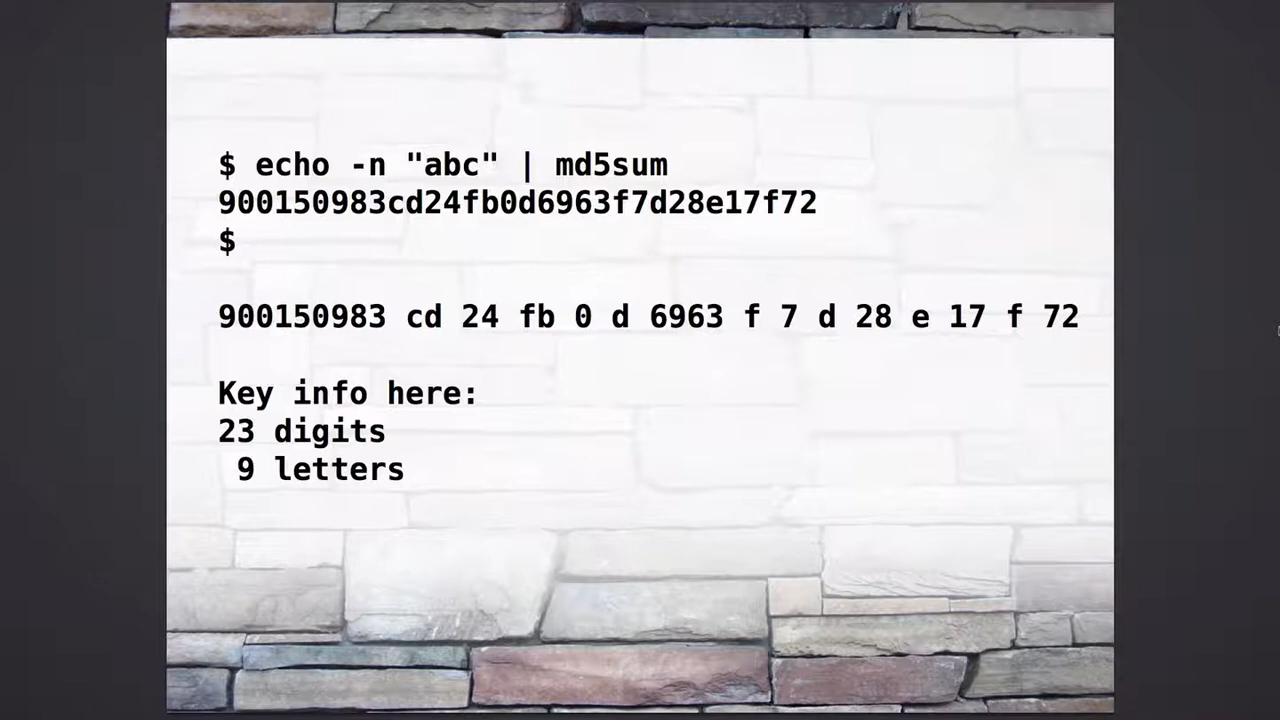 $ echo -n "abc" | md5sum
900150983cd24fb0d6963f7d28e17f72
$
900150983 cd 24 fb 0 d 6963 f 7 d 28 e 17 f 72
Key info here:
23 digits
9 letters